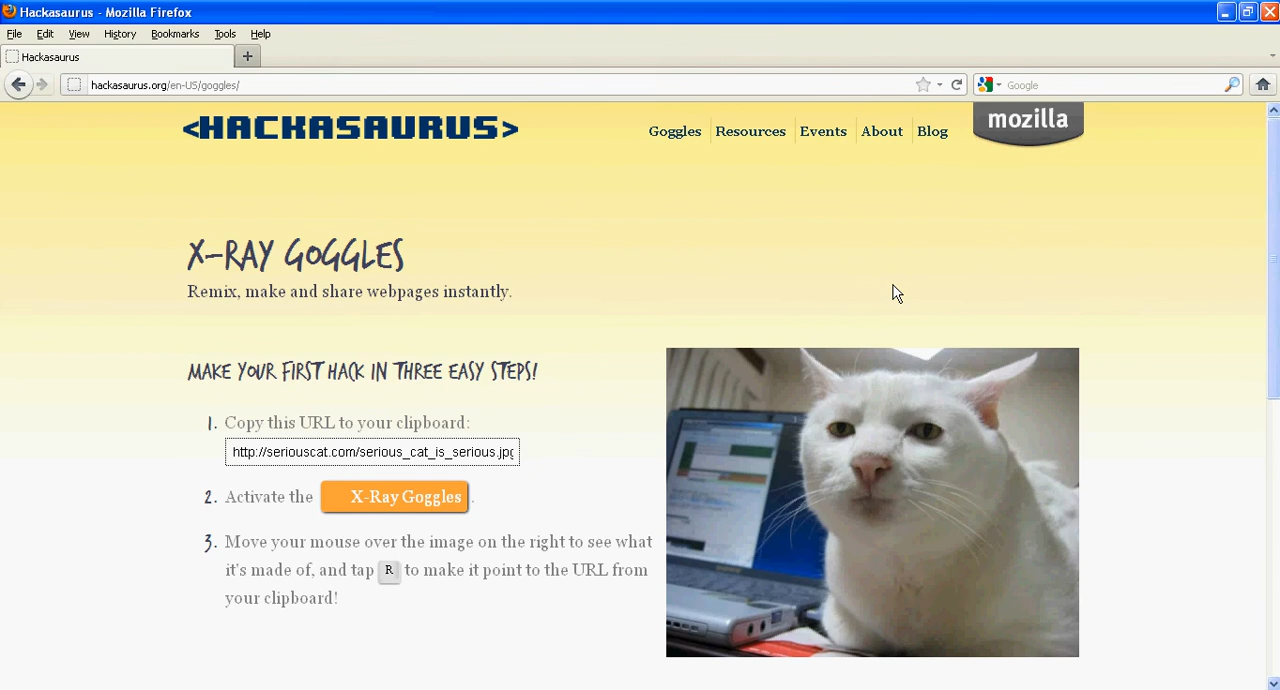 Hackasaurus - Mozilla Firefox
File Edit View History Bookmarks Tools Help
Hackasaurus
hackasaurus.org/en-US/goggles/
Google
<HACKASAURUS>
Goggles Resources Events About Blog
mozilla
X-RAY GOGGLES
Remix, make and share webpages instantly.
MAKE YOUR FIRST HACK IN THREE EASY STEPS!
1. Copy this URL to your clipboard:
http://seriouscat.com/serious_cat_is_serious.jpg
2. Activate the X-Ray Goggles.
3. Move your mouse over the image on the right to see what
it's made of, and tap R to make it point to the URL from
your clipboard!